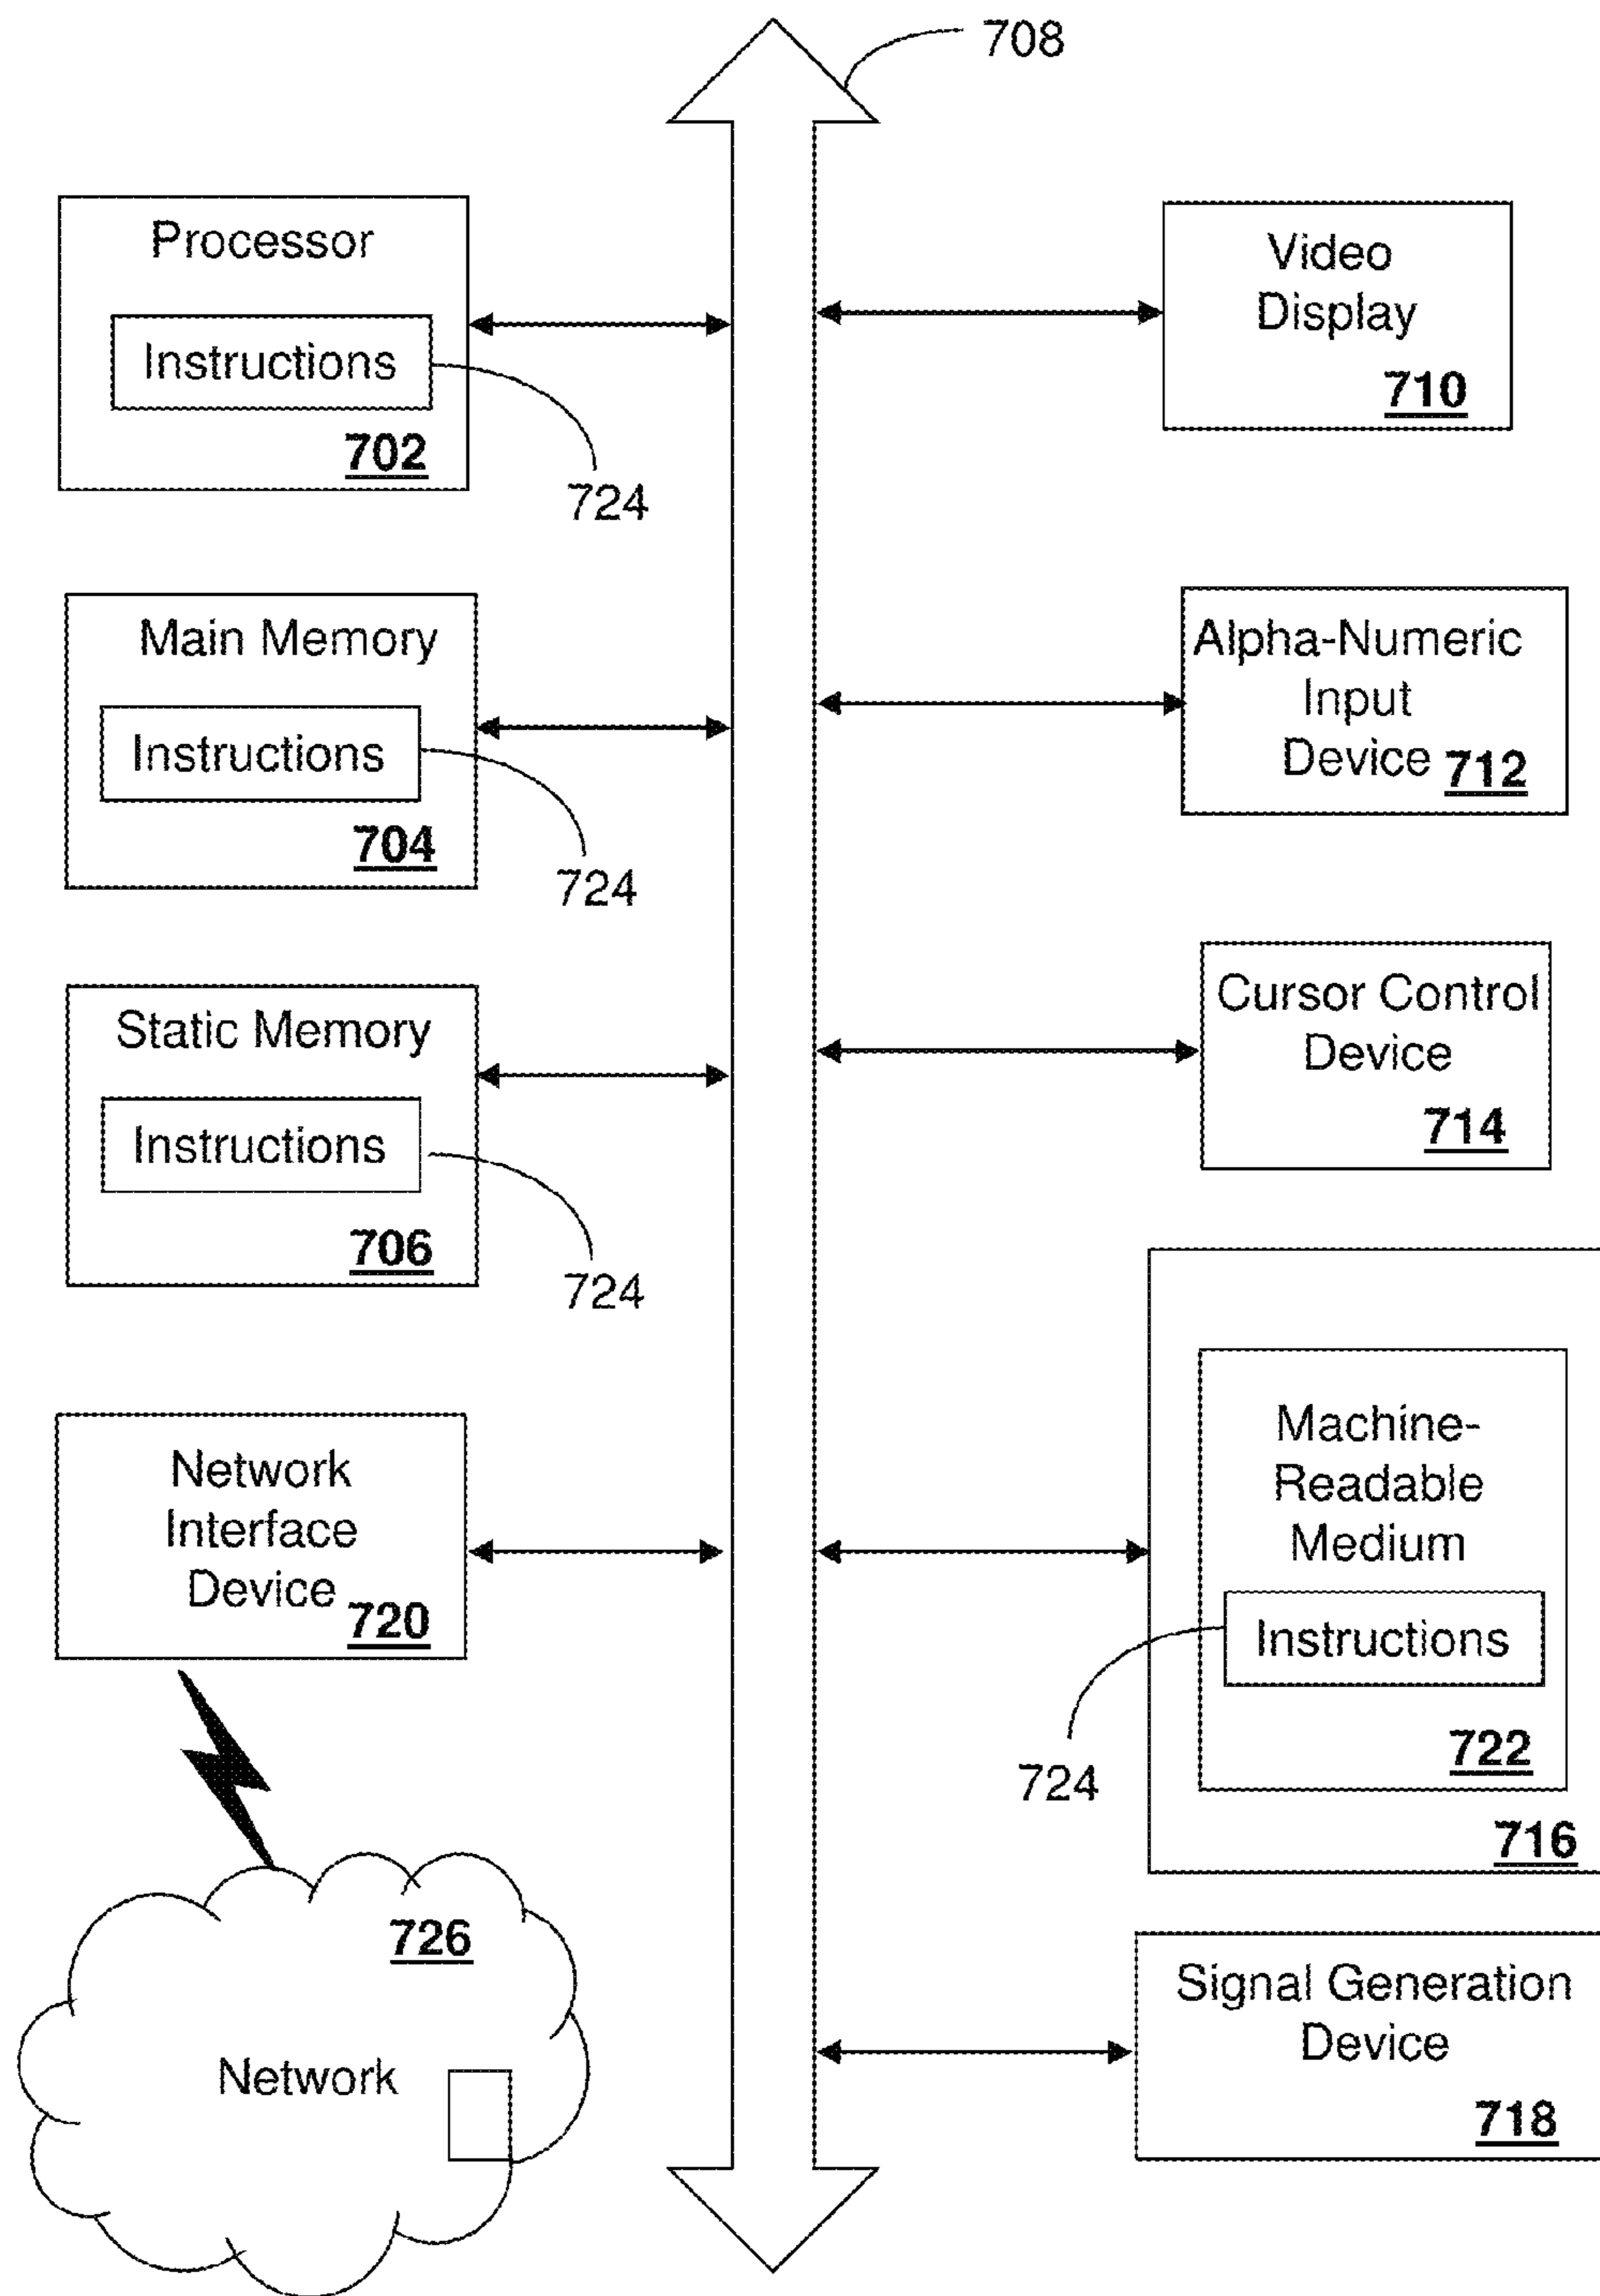 708
Processor
Instructions
702
724
Main Memory
Instructions
704
724
Static Memory
Instructions
706
724
Network
Interface
Device
720
726
Network
Video
Display
710
Alpha-Numeric
Input
Device
712
Cursor Control
Device
714
Machine-
Readable
Medium
Instructions
724
722
716
Signal Generation
Device
718